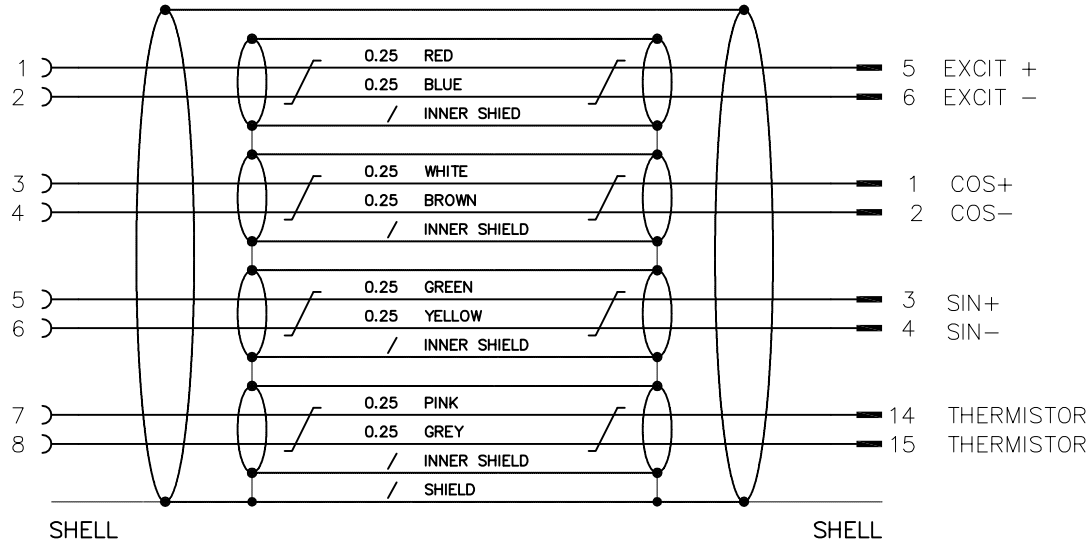 0.25 RED
1 5 EXCIT +
0.25 BLUE
2 6 EXCIT −
/ INNER SHIED
0.25 WHITE
3 1 COS+
0.25 BROWN
4 2 COS−
/ INNER SHIELD
0.25 GREEN
5 3 SIN+
0.25 YELLOW
6 4 SIN−
/ INNER SHIELD
0.25 PINK
7 14 THERMISTOR
0.25 GREY
8 15 THERMISTOR
/ INNER SHIELD
/ SHIELD
SHELL SHELL